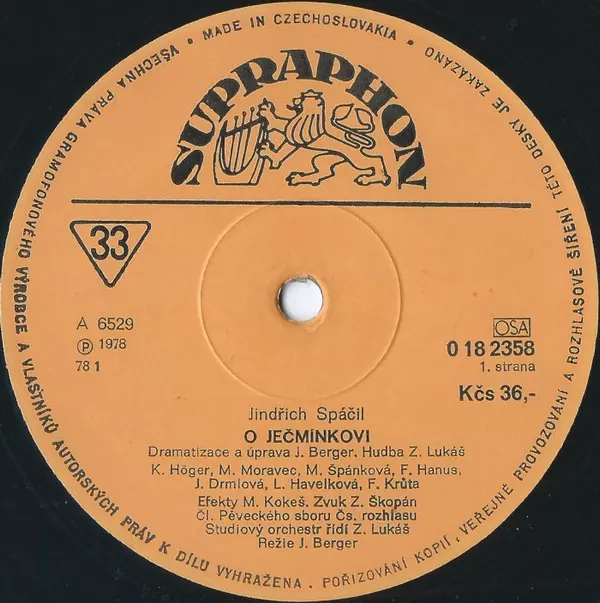 MADE IN CZECHOSLOVAKIA • VŠECHNA PRÁVA GRAMOFONOVÉHO VÝROBCE A VLASTNÍKŮ AUTORSKÝCH PRÁV K DÍLU VYHRAŽENA. POŘIZOVÁNÍ KOPIÍ, VEŘEJNÉ PROVOZOVÁNÍ A ROZHLASOVÉ ŠÍŘENÍ TÉTO DESKY JE ZAKÁZÁNO •
SUPRAPHON
33
A 6529
Ⓟ 1978
78 1
OSA
0 18 2358
1. strana
Kčs 36,-
Jindřich Spáčil
O JEČMÍNKOVI
Dramatizace a úprava J. Berger. Hudba Z. Lukáš
K. Höger, M. Moravec, M. Špánková, F. Hanus,
J. Drmlová, L. Havelková, F. Krůta
Efekty M. Kokeš. Zvuk Z. Škopán
Čl. Pěveckého sboru Čs. rozhlasu
Studiový orchestr řídí Z. Lukáš
Režie J. Berger